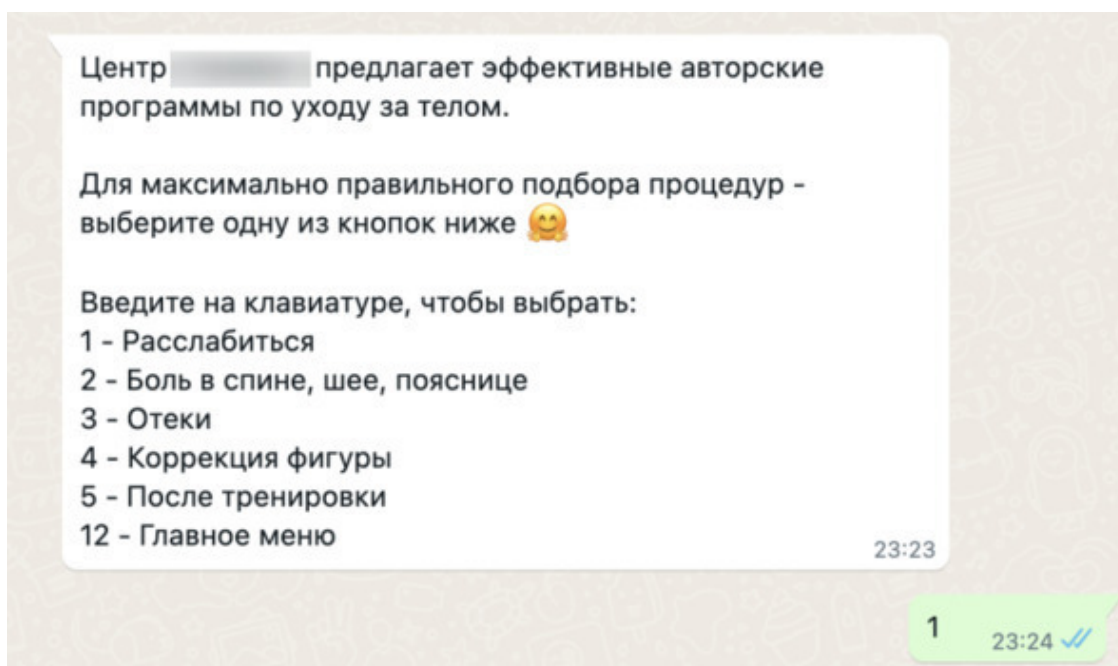 Центр предлагает эффективные авторские
программы по уходу за телом.
Для максимально правильного подбора процедур -
выберите одну из кнопок ниже 🤗
Введите на клавиатуре, чтобы выбрать:
1 - Расслабиться
2 - Боль в спине, шее, пояснице
3 - Отеки
4 - Коррекция фигуры
5 - После тренировки
12 - Главное меню
23:23
1
23:24